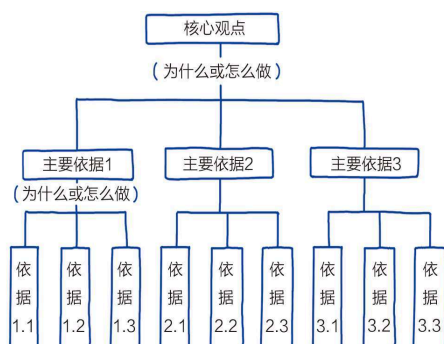 核心观点
(为什么或怎么做)
主要依据1
主要依据2
主要依据3
(为什么或怎么做)
依据1.1
依据1.2
依据1.3
依据2.1
依据2.2
依据2.3
依据3.1
依据3.2
依据3.3